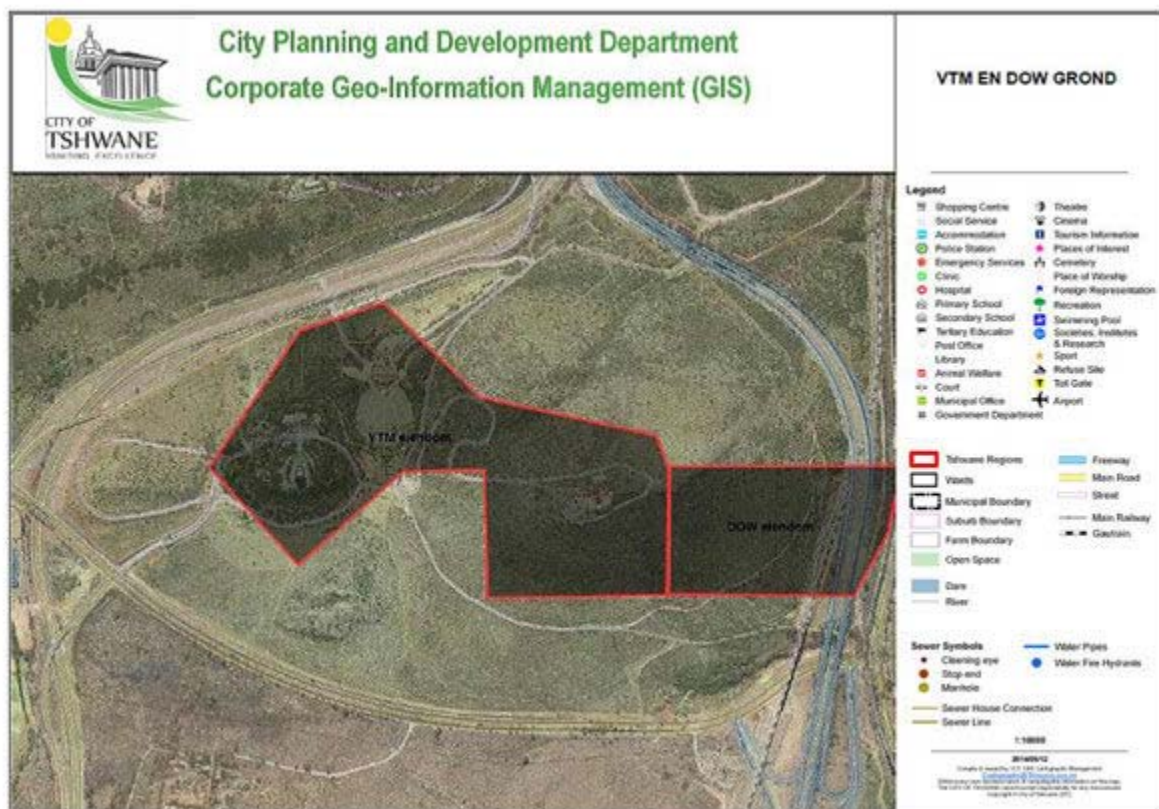 City Planning and Development Department
Corporate Geo-Information Management (GIS)
CITY OF
TSHWANE
VTM EN DOW GROND
VTM eiendom
DOW eiendom
Legend
Shopping Centre
Social Service
Accommodation
Police Station
Emergency Services
Clinic
Hospital
Primary School
Secondary School
Tertiary Education
Post Office
Library
Animal Welfare
Court
Municipal Office
Government Department
Theatre
Cinema
Tourism Information
Places of Interest
Cemetery
Place of Worship
Foreign Representation
Recreation
Swimming Pool
Societies, Institutes
& Research
Sport
Refuse Site
Toll Gate
Airport
Tshwane Regions
Wards
Municipal Boundary
Suburb Boundary
Farm Boundary
Open Space
River
Freeway
Main Road
Street
Main Railway
Gautrain
Sewer Symbols
Cleaning eye
Stop end
Manhole
Sewer House Connection
Sewer Line
Water Pipes
Water Fire Hydrants